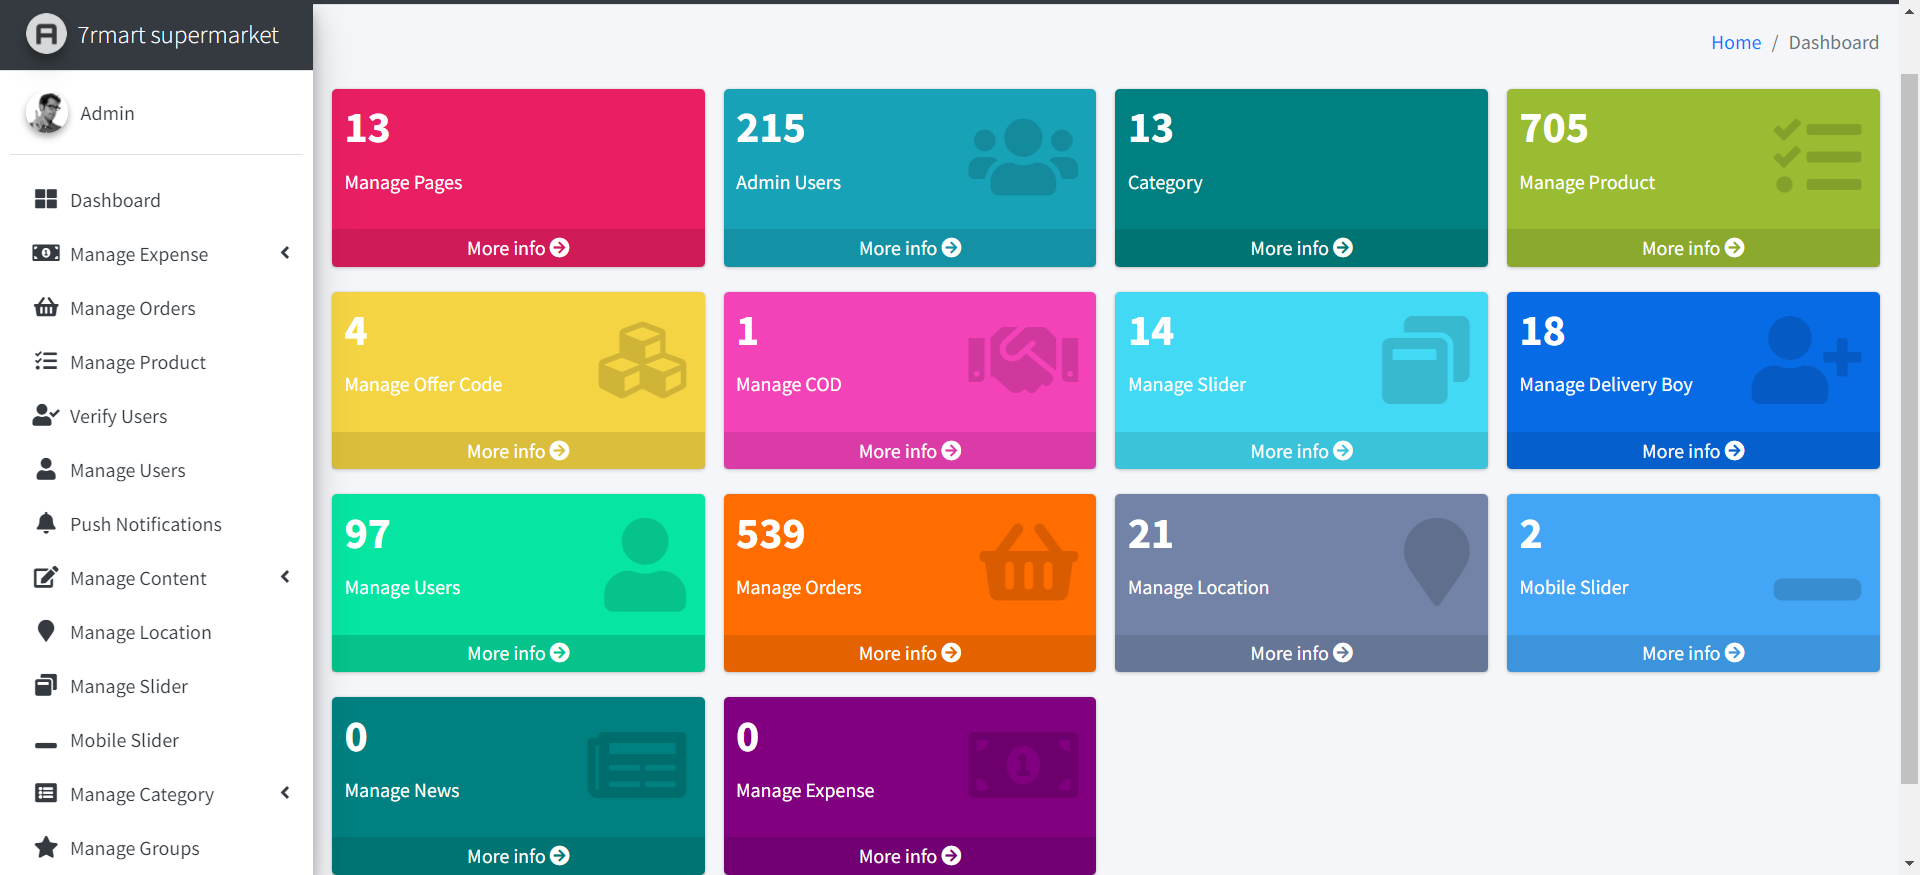 7rmart supermarket
Admin
Dashboard
Manage Expense
Manage Orders
Manage Product
Verify Users
Manage Users
Push Notifications
Manage Content
Manage Location
Manage Slider
Mobile Slider
Manage Category
Manage Groups
Home / Dashboard
13
Manage Pages
More info
215
Admin Users
More info
13
Category
More info
705
Manage Product
More info
4
Manage Offer Code
More info
1
Manage COD
More info
14
Manage Slider
More info
18
Manage Delivery Boy
More info
97
Manage Users
More info
539
Manage Orders
More info
21
Manage Location
More info
2
Mobile Slider
More info
0
Manage News
More info
0
Manage Expense
More info